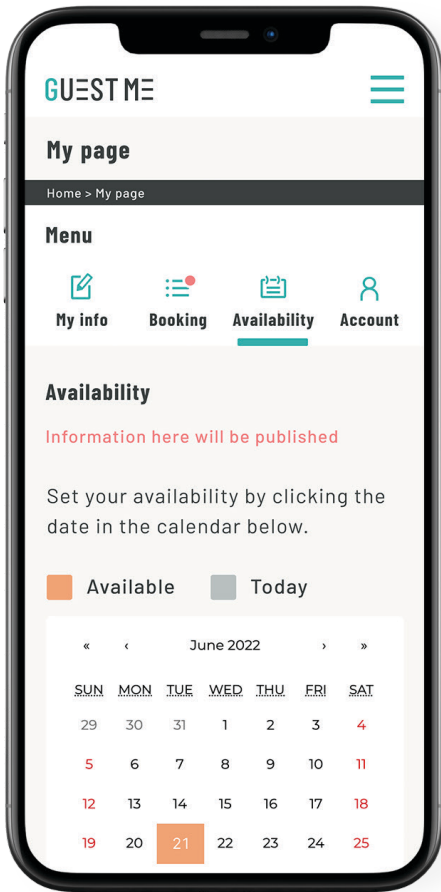 GUEST ME
My page
Home > My page
Menu
My info Booking Availability Account
Availability
Information here will be published
Set your availability by clicking the
date in the calendar below.
Available Today
« ‹ June 2022 › »
SUN MON TUE WED THU FRI SAT
29 30 31 1 2 3 4
5 6 7 8 9 10 11
12 13 14 15 16 17 18
19 20 21 22 23 24 25